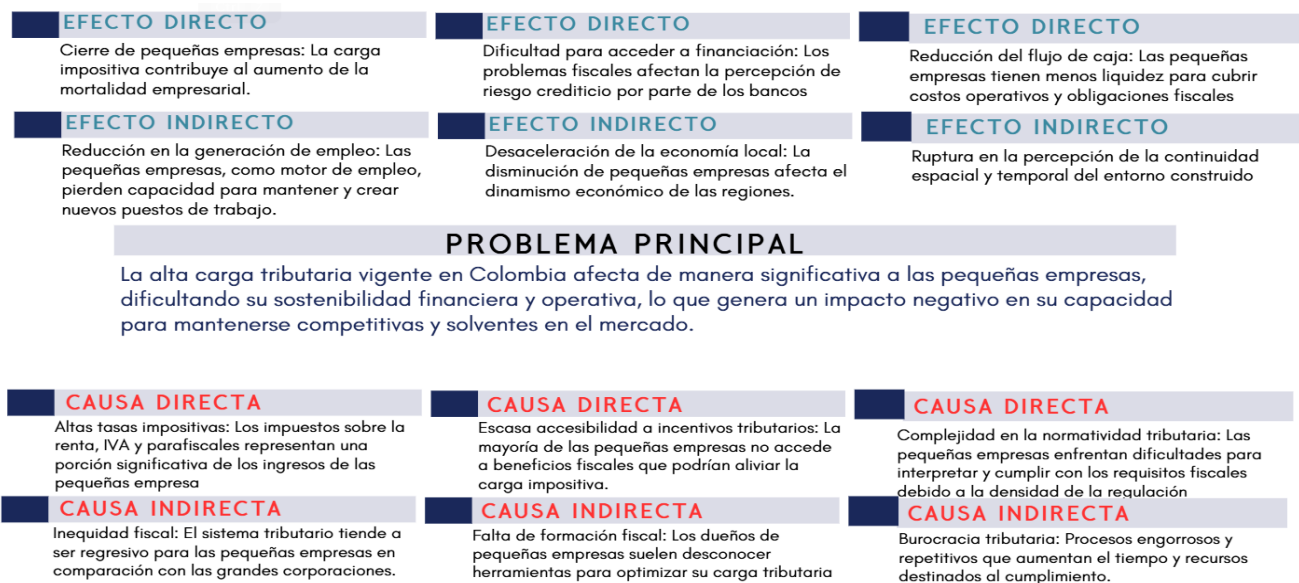 EFECTO DIRECTO
Cierre de pequeñas empresas: La carga
impositiva contribuye al aumento de la
mortalidad empresarial.
EFECTO DIRECTO
Dificultad para acceder a financiación: Los
problemas fiscales afectan la percepción de
riesgo crediticio por parte de los bancos
EFECTO DIRECTO
Reducción del flujo de caja: Las pequeñas
empresas tienen menos liquidez para cubrir
costos operativos y obligaciones fiscales
EFECTO INDIRECTO
Reducción en la generación de empleo: Las
pequeñas empresas, como motor de empleo,
pierden capacidad para mantener y crear
nuevos puestos de trabajo.
EFECTO INDIRECTO
Desaceleración de la economía local: La
disminución de pequeñas empresas afecta el
dinamismo económico de las regiones.
EFECTO INDIRECTO
Ruptura en la percepción de la continuidad
espacial y temporal del entorno construido
PROBLEMA PRINCIPAL
La alta carga tributaria vigente en Colombia afecta de manera significativa a las pequeñas empresas,
dificultando su sostenibilidad financiera y operativa, lo que genera un impacto negativo en su capacidad
para mantenerse competitivas y solventes en el mercado.
CAUSA DIRECTA
Altas tasas impositivas: Los impuestos sobre la
renta, IVA y parafiscales representan una
porción significativa de los ingresos de las
pequeñas empresa
CAUSA DIRECTA
Escasa accesibilidad a incentivos tributarios: La
mayoría de las pequeñas empresas no accede
a beneficios fiscales que podrían aliviar la
carga impositiva.
CAUSA DIRECTA
Complejidad en la normatividad tributaria: Las
pequeñas empresas enfrentan dificultades para
interpretar y cumplir con los requisitos fiscales
debido a la densidad de la regulación
CAUSA INDIRECTA
Inequidad fiscal: El sistema tributario tiende a
ser regresivo para las pequeñas empresas en
comparación con las grandes corporaciones.
CAUSA INDIRECTA
Falta de formación fiscal: Los dueños de
pequeñas empresas suelen desconocer
herramientas para optimizar su carga tributaria
CAUSA INDIRECTA
Burocracia tributaria: Procesos engorrosos y
repetitivos que aumentan el tiempo y recursos
destinados al cumplimiento.